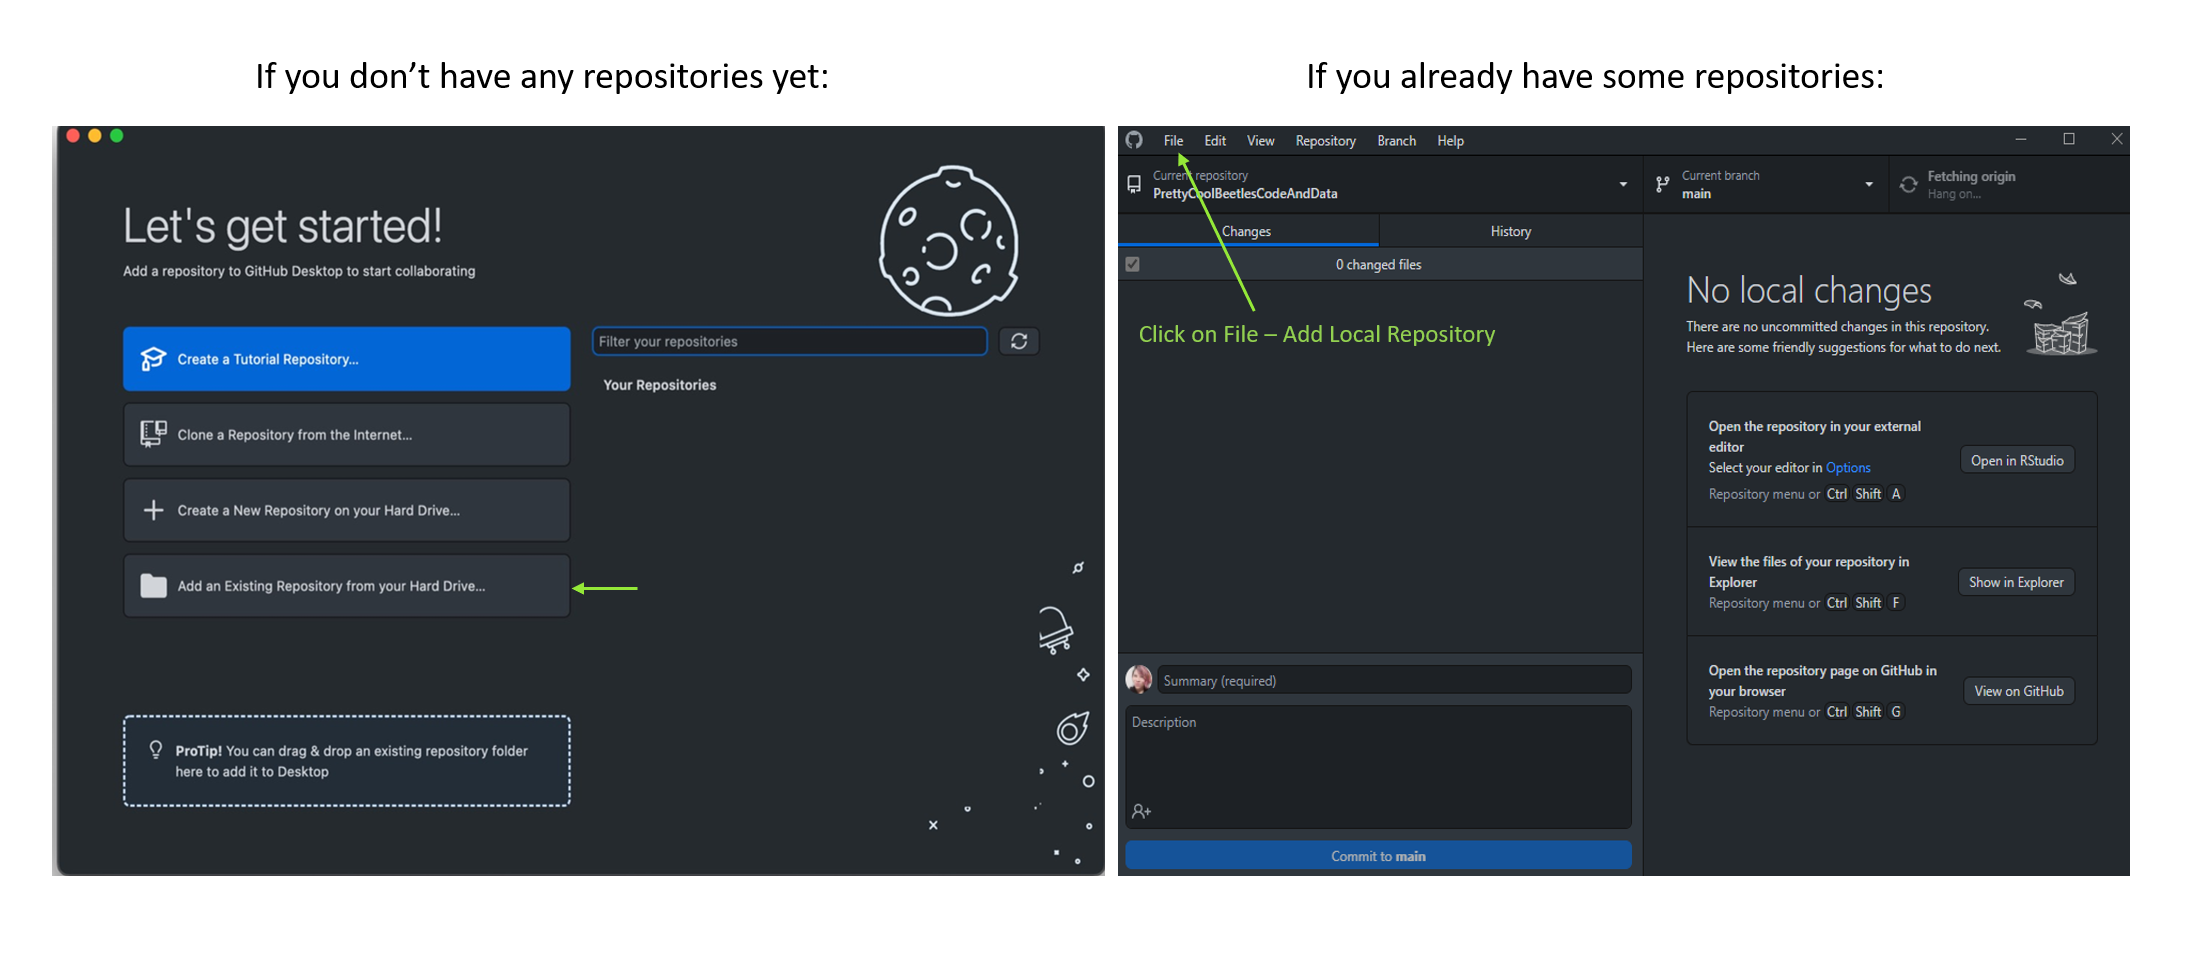 If you don’t have any repositories yet:
Let's get started!
Add a repository to GitHub Desktop to start collaborating
Create a Tutorial Repository...
Clone a Repository from the Internet...
Create a New Repository on your Hard Drive...
Add an Existing Repository from your Hard Drive...
Filter your repositories
Your Repositories
ProTip! You can drag & drop an existing repository folder
here to add it to Desktop
If you already have some repositories:
File Edit View Repository Branch Help
Current repository
PrettyCoolBeetlesCodeAndData
Current branch
main
Fetching origin
Hang on...
Changes
History
0 changed files
Click on File – Add Local Repository
Summary (required)
Description
Commit to main
No local changes
There are no uncommitted changes in this repository.
Here are some friendly suggestions for what to do next.
Open the repository in your external
editor
Select your editor in Options
Repository menu or Ctrl Shift A
Open in RStudio
View the files of your repository in
Explorer
Repository menu or Ctrl Shift F
Show in Explorer
Open the repository page on GitHub in
your browser
Repository menu or Ctrl Shift G
View on GitHub